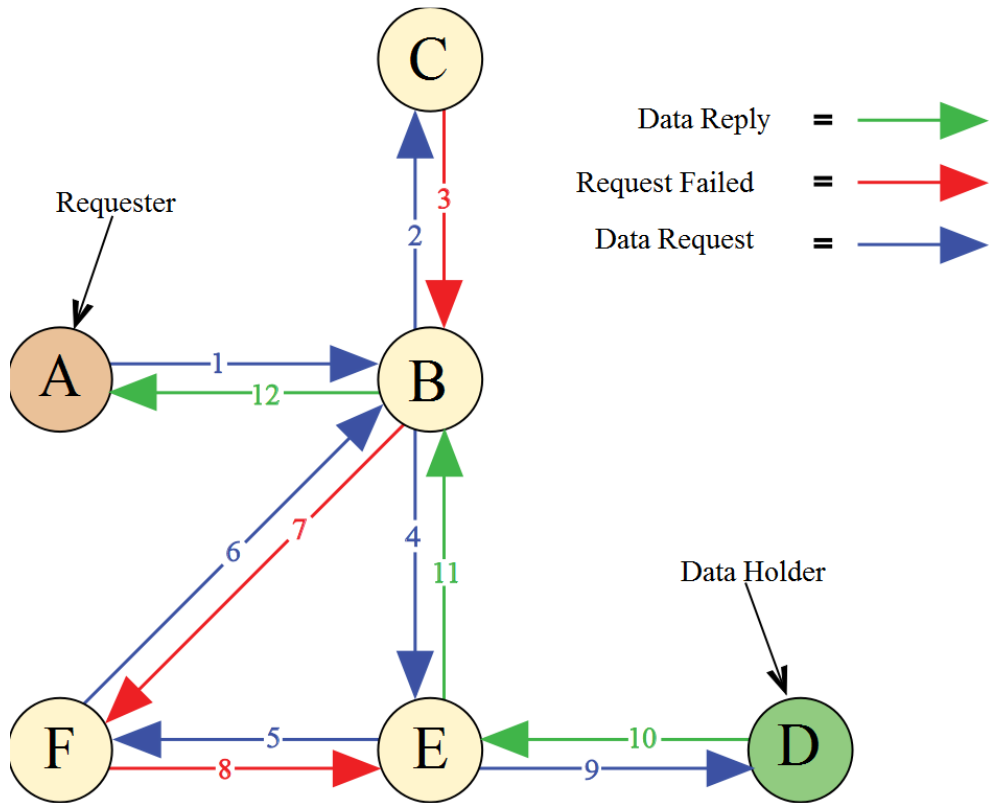 C
Data Reply =
Request Failed =
Data Request =
3
2
Requester
A
1
12
B
6
7
4
11
Data Holder
F
5
8
E
10
9
D